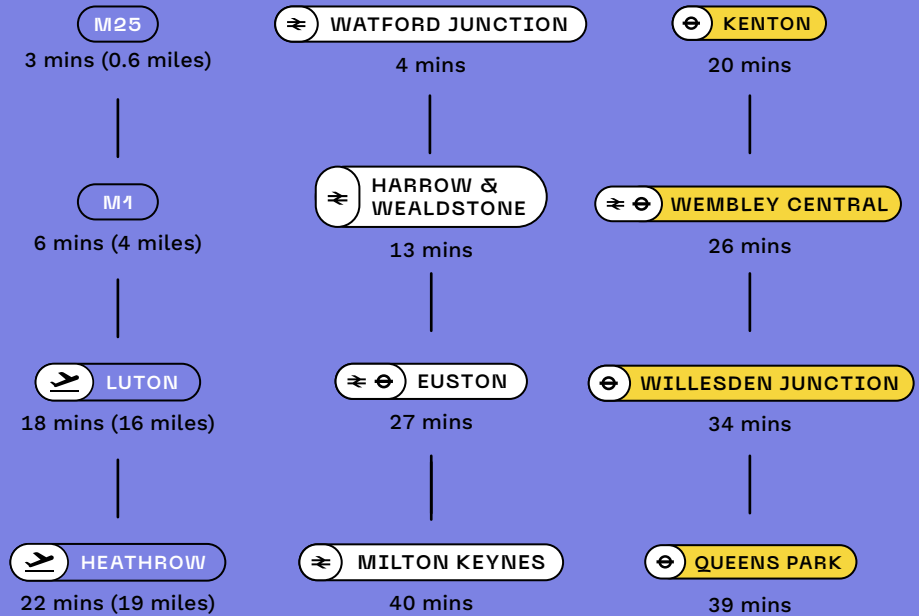 M25
3 mins (0.6 miles)
M1
6 mins (4 miles)
LUTON
18 mins (16 miles)
HEATHROW
22 mins (19 miles)
WATFORD JUNCTION
4 mins
HARROW &
WEALDSTONE
13 mins
EUSTON
27 mins
MILTON KEYNES
40 mins
KENTON
20 mins
WEMBLEY CENTRAL
26 mins
WILLESDEN JUNCTION
34 mins
QUEENS PARK
39 mins